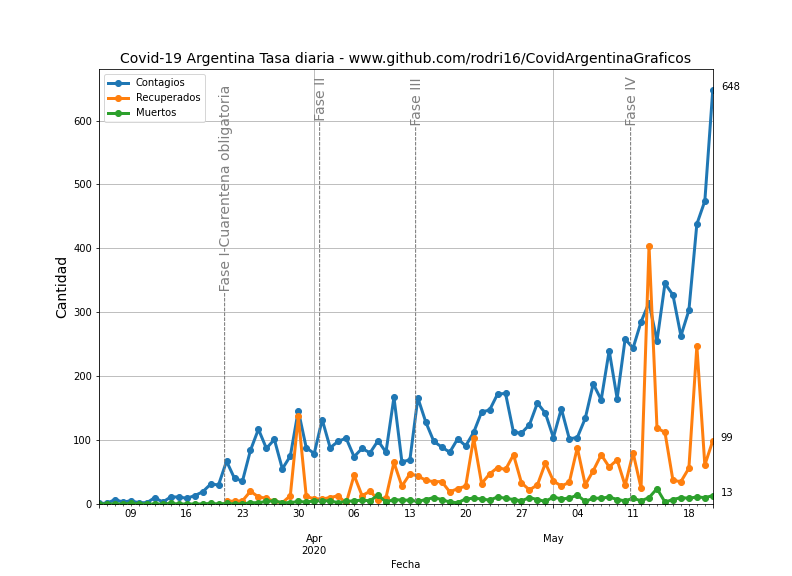 Covid-19 Argentina Tasa diaria - www.github.com/rodri16/CovidArgentinaGraficos
Contagios
Recuperados
Muertos
Fase I-Cuarentena obligatoria
Fase II
Fase III
Fase IV
648
99
13
Cantidad
600
500
400
300
200
100
0
09 16 23 30 06 13 20 27 04 11 18
Apr May
2020
Fecha